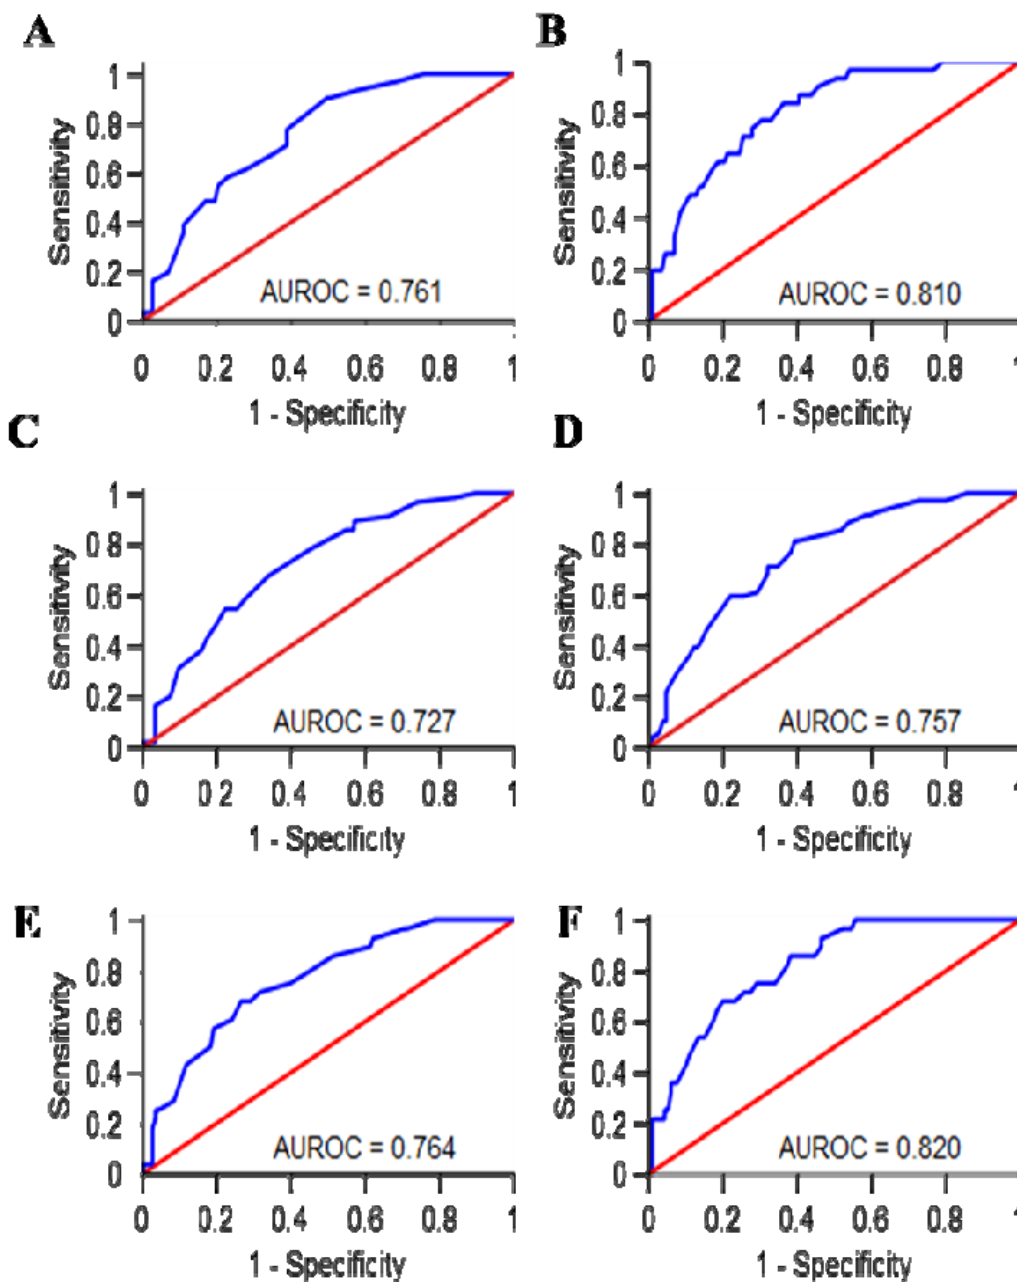 A
B
1
0.8
0.6
0.4
0.2
0
Sensitivity
AUROC = 0.761
0 0.2 0.4 0.6 0.8 1
1 - Specificity
1
0.8
0.6
0.4
0.2
0
Sensitivity
AUROC = 0.810
0 0.2 0.4 0.6 0.8 1
1 - Specificity
C
D
1
0.8
0.6
0.4
0.2
0
Sensitivity
AUROC = 0.727
0 0.2 0.4 0.6 0.8 1
1 - Specificity
1
0.8
0.6
0.4
0.2
0
Sensitivity
AUROC = 0.757
0 0.2 0.4 0.6 0.8 1
1 - Specificity
E
F
1
0.8
0.6
0.4
0.2
0
Sensitivity
AUROC = 0.764
0 0.2 0.4 0.6 0.8 1
1 - Specificity
1
0.8
0.6
0.4
0.2
0
Sensitivity
AUROC = 0.820
0 0.2 0.4 0.6 0.8 1
1 - Specificity